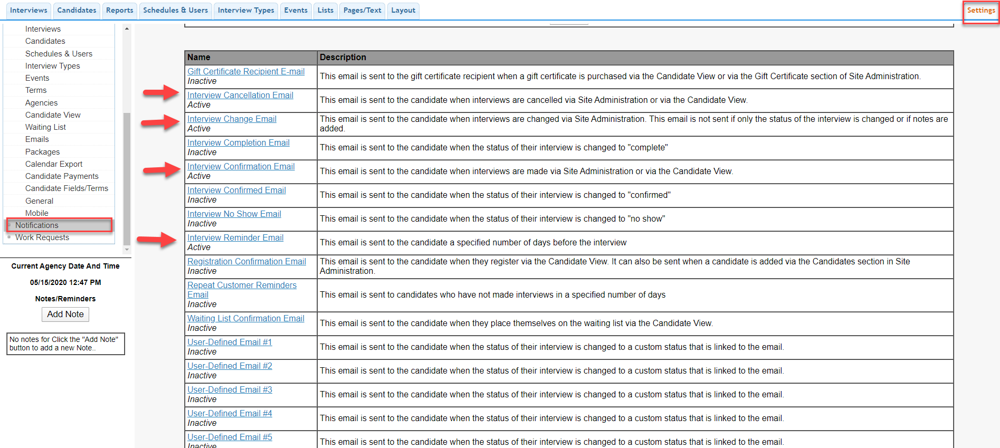 Interviews Candidates Reports Schedules & Users Interview Types Events Lists Pages/Text Layout Settings
Interviews
Candidates
Schedules & Users
Interview Types
Events
Terms
Agencies
Candidate View
Waiting List
Emails
Packages
Calendar Export
Candidate Payments
Candidate Fields/Terms
General
Mobile
Notifications
Work Requests
Current Agency Date And Time
05/15/2020 12:47 PM
Notes/Reminders
Add Note
No notes for Click the "Add Note"
button to add a new Note..
Name Description
Gift Certificate Recipient E-mail
Inactive
This email is sent to the gift certificate recipient when a gift certificate is purchased via the Candidate View or via the Gift Certificate section of Site Administration.
Interview Cancellation Email
Active
This email is sent to the candidate when interviews are cancelled via Site Administration or via the Candidate View.
Interview Change Email
Active
This email is sent to the candidate when interviews are changed via Site Administration. This email is not sent if only the status of the interview is changed or if notes are
added.
Interview Completion Email
Inactive
This email is sent to the candidate when the status of their interview is changed to "complete"
Interview Confirmation Email
Active
This email is sent to the candidate when interviews are made via Site Administration or via the Candidate View.
Interview Confirmed Email
Inactive
This email is sent to the candidate when the status of their interview is changed to "confirmed"
Interview No Show Email
Inactive
This email is sent to the candidate when the status of their interview is changed to "no show"
Interview Reminder Email
Active
This email is sent to the candidate a specified number of days before the interview
Registration Confirmation Email
Inactive
This email is sent to the candidate when they register via the Candidate View. It can also be sent when a candidate is added via the Candidates section in Site
Administration.
Repeat Customer Reminders
Email
Inactive
This email is sent to candidates who have not made interviews in a specified number of days
Waiting List Confirmation Email
Inactive
This email is sent to the candidate when they place themselves on the waiting list via the Candidate View.
User-Defined Email #1
Inactive
This email is sent to the candidate when the status of their interview is changed to a custom status that is linked to the email.
User-Defined Email #2
Inactive
This email is sent to the candidate when the status of their interview is changed to a custom status that is linked to the email.
User-Defined Email #3
Inactive
This email is sent to the candidate when the status of their interview is changed to a custom status that is linked to the email.
User-Defined Email #4
Inactive
This email is sent to the candidate when the status of their interview is changed to a custom status that is linked to the email.
User-Defined Email #5
Inactive
This email is sent to the candidate when the status of their interview is changed to a custom status that is linked to the email.